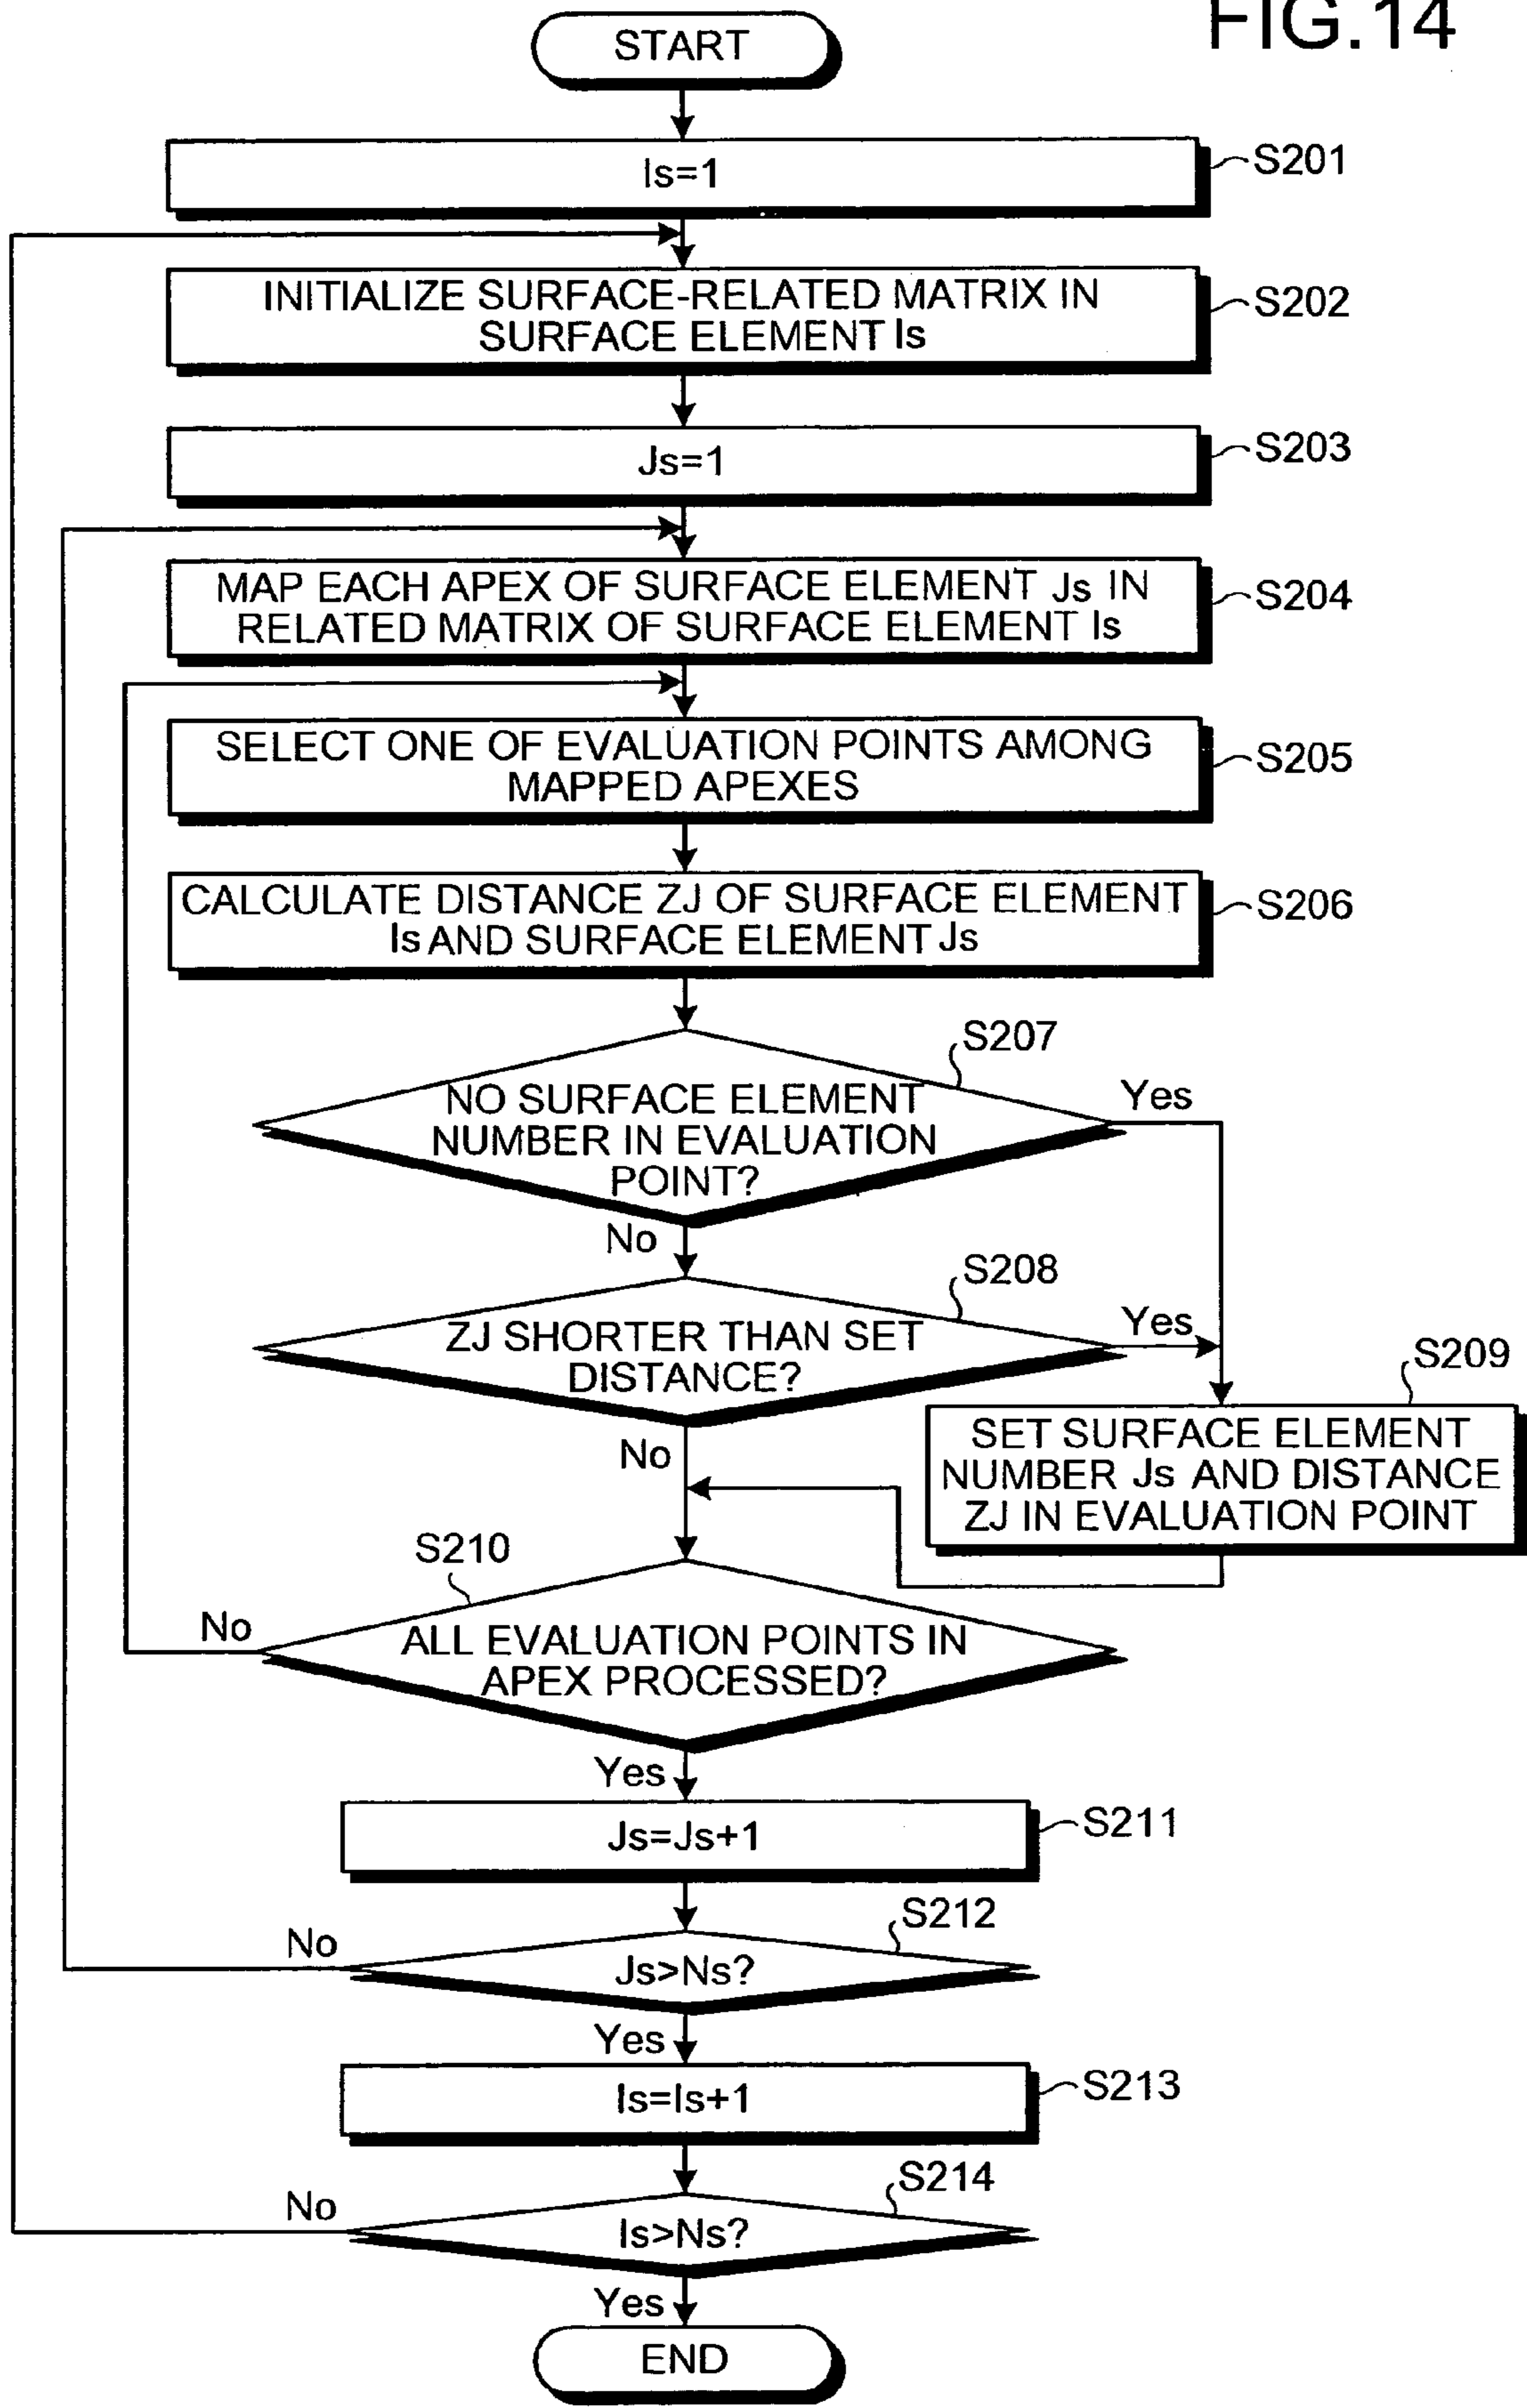 FIG.14
START
Is=1
S201
INITIALIZE SURFACE-RELATED MATRIX IN
SURFACE ELEMENT Is
S202
Js=1
S203
MAP EACH APEX OF SURFACE ELEMENT Js IN
RELATED MATRIX OF SURFACE ELEMENT Is
S204
SELECT ONE OF EVALUATION POINTS AMONG
MAPPED APEXES
S205
CALCULATE DISTANCE ZJ OF SURFACE ELEMENT
Is AND SURFACE ELEMENT Js
S206
S207
NO SURFACE ELEMENT
NUMBER IN EVALUATION
POINT?
Yes
No
S208
ZJ SHORTER THAN SET
DISTANCE?
Yes
No
S209
SET SURFACE ELEMENT
NUMBER Js AND DISTANCE
ZJ IN EVALUATION POINT
S210
ALL EVALUATION POINTS IN
APEX PROCESSED?
No
Yes
Js=Js+1
S211
S212
Js>Ns?
No
Yes
Is=Is+1
S213
S214
Is>Ns?
No
Yes
END